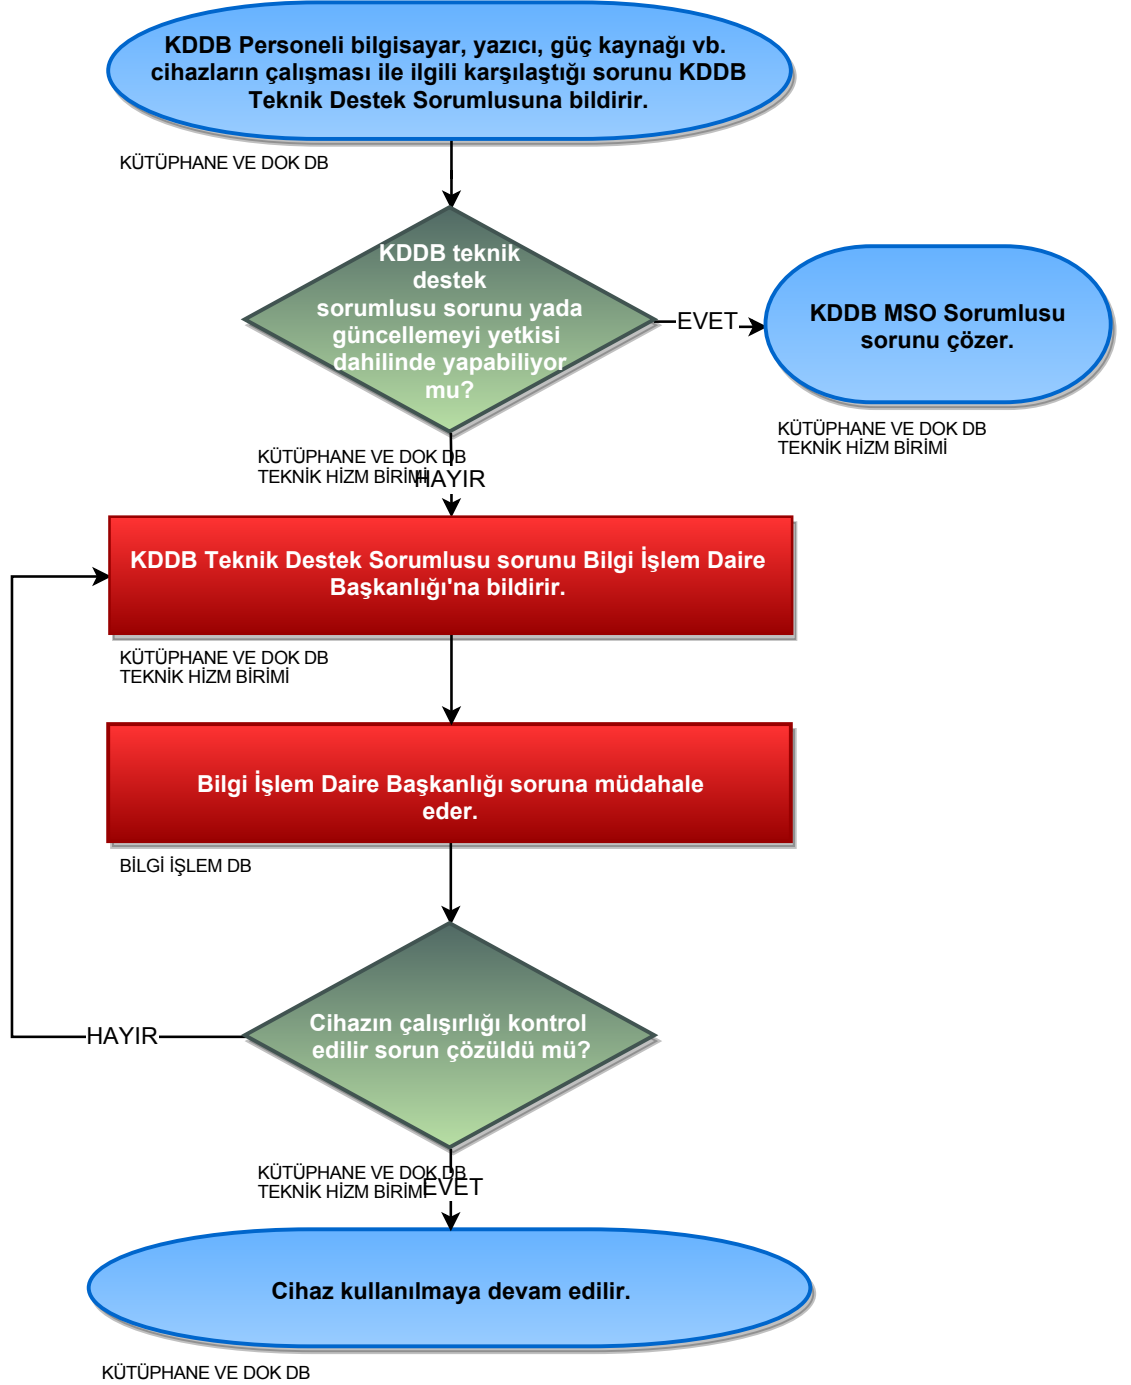 KDDB Personeli bilgisayar, yazıcı, güç kaynağı vb.
cihazların çalışması ile ilgili karşılaştığı sorunu KDDB
Teknik Destek Sorumlusuna bildirir.
KÜTÜPHANE VE DOK DB
KDDB teknik
destek
sorumlusu sorunu yada
güncellemeyi yetkisi
dahilinde yapabiliyor
mu?
EVET
KDDB MSO Sorumlusu
sorunu çözer.
KÜTÜPHANE VE DOK DB
TEKNİK HİZM BİRİMİ
KÜTÜPHANE VE DOK DB
TEKNİK HİZM BİRİMİ
HAYIR
KDDB Teknik Destek Sorumlusu sorunu Bilgi İşlem Daire
Başkanlığı'na bildirir.
KÜTÜPHANE VE DOK DB
TEKNİK HİZM BİRİMİ
Bilgi İşlem Daire Başkanlığı soruna müdahale
eder.
BİLGİ İŞLEM DB
Cihazın çalışırlığı kontrol
edilir sorun çözüldü mü?
HAYIR
KÜTÜPHANE VE DOK DB
TEKNİK HİZM BİRİMİ
EVET
Cihaz kullanılmaya devam edilir.
KÜTÜPHANE VE DOK DB